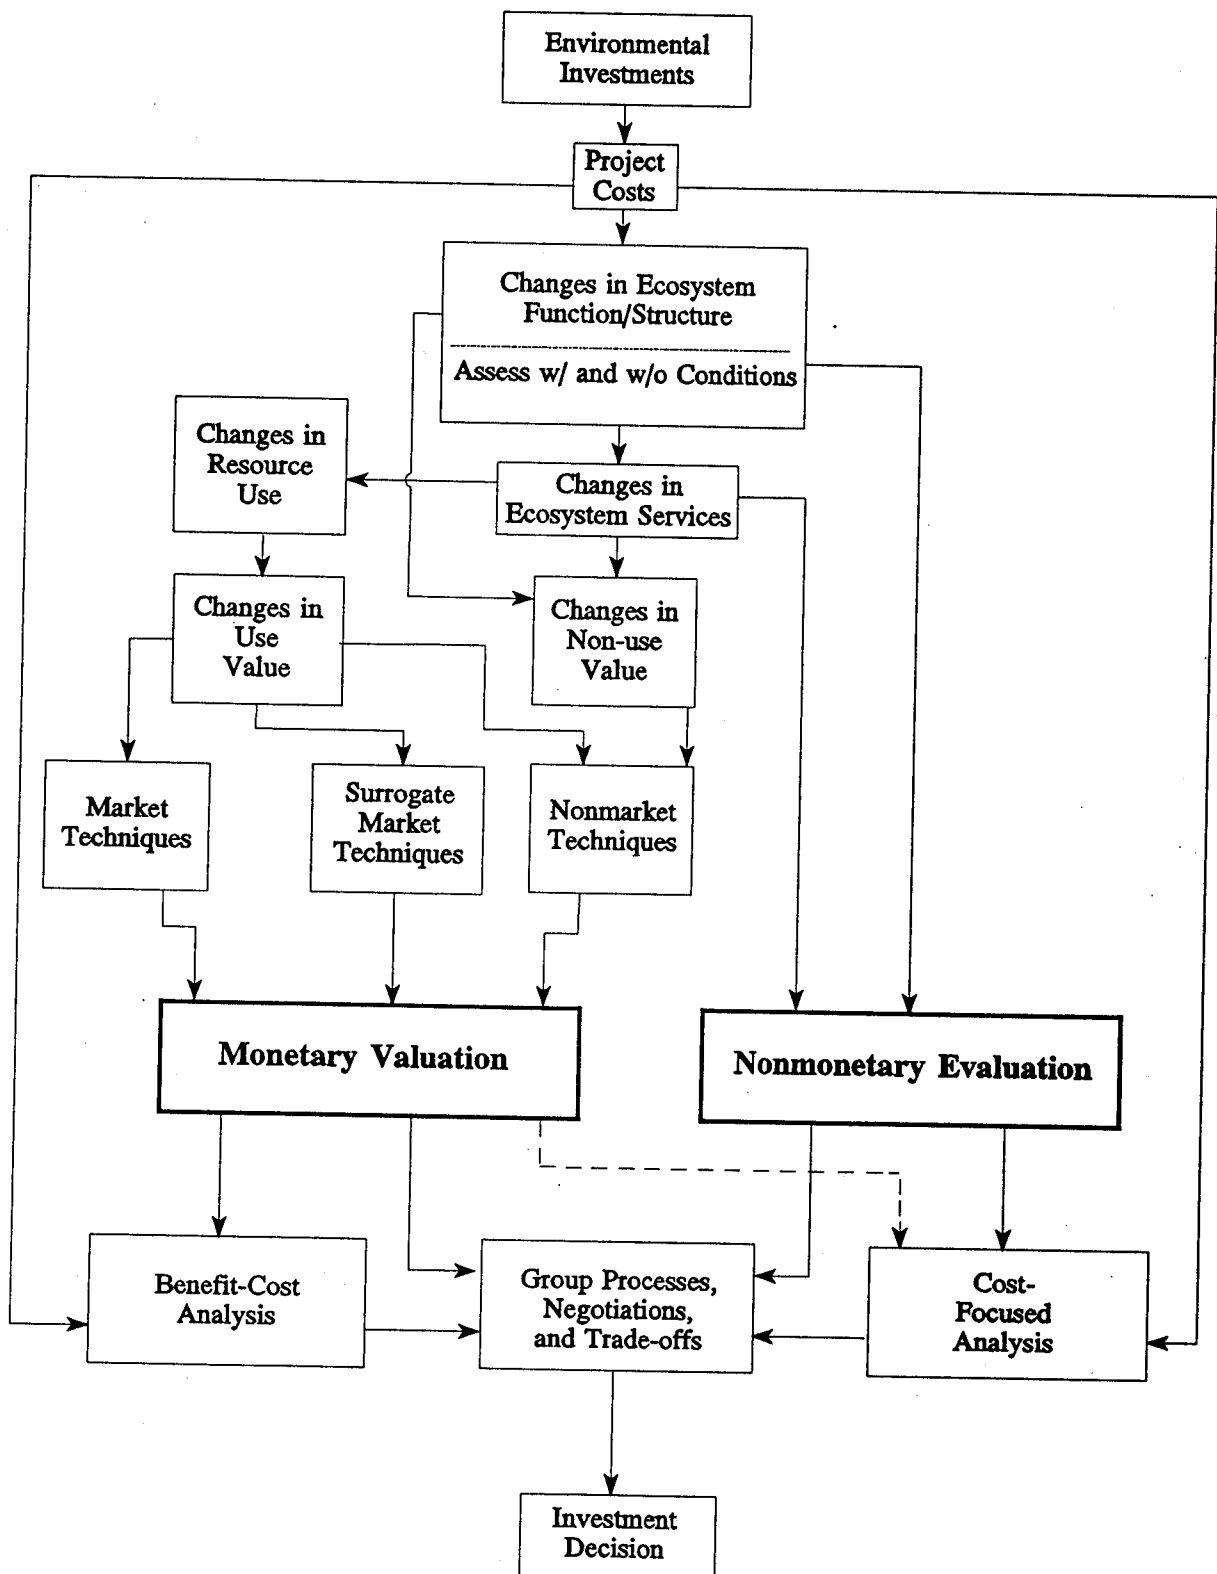 Environmental
Investments
Project
Costs
Changes in Ecosystem
Function/Structure
Assess w/ and w/o Conditions
Changes in
Resource
Use
Changes in
Ecosystem Services
Changes in
Use
Value
Changes in
Non-use
Value
Market
Techniques
Surrogate
Market
Techniques
Nonmarket
Techniques
Monetary Valuation
Nonmonetary Evaluation
Benefit-Cost
Analysis
Group Processes,
Negotiations,
and Trade-offs
Cost-
Focused
Analysis
Investment
Decision